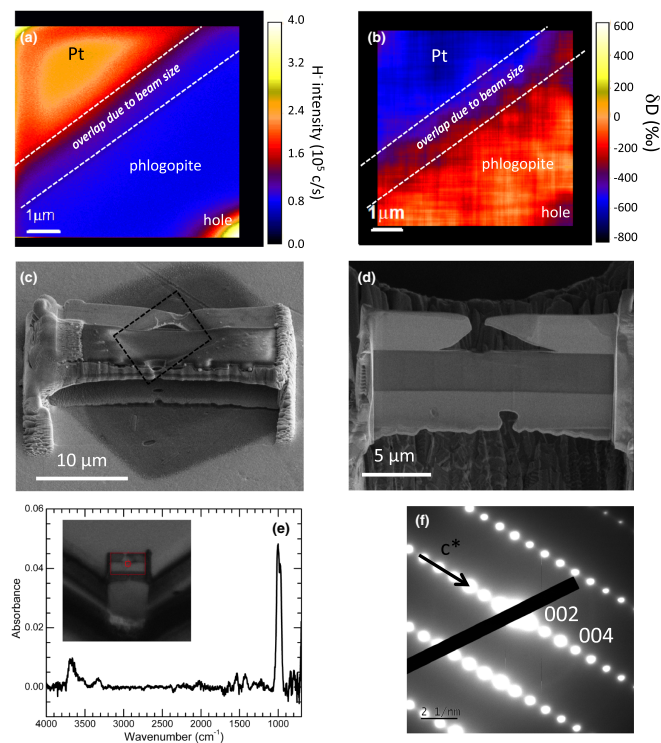 (a)
Pt
overlap due to beam size
phlogopite
1µm
hole
4.0
3.2
2.4
1.6
0.8
0.0
H⁻ intensity (10⁵ c/s)
(b)
Pt
overlap due to beam size
phlogopite
1µm
hole
600
400
200
0
-200
-400
-600
-800
δD (‰)
(c)
10 µm
(d)
5 µm
(e)
0.06
0.04
0.02
0.00
Absorbance
4000 3500 3000 2500 2000 1500 1000
Wavenumber (cm⁻¹)
(f)
c*
002
004
2 1/nm